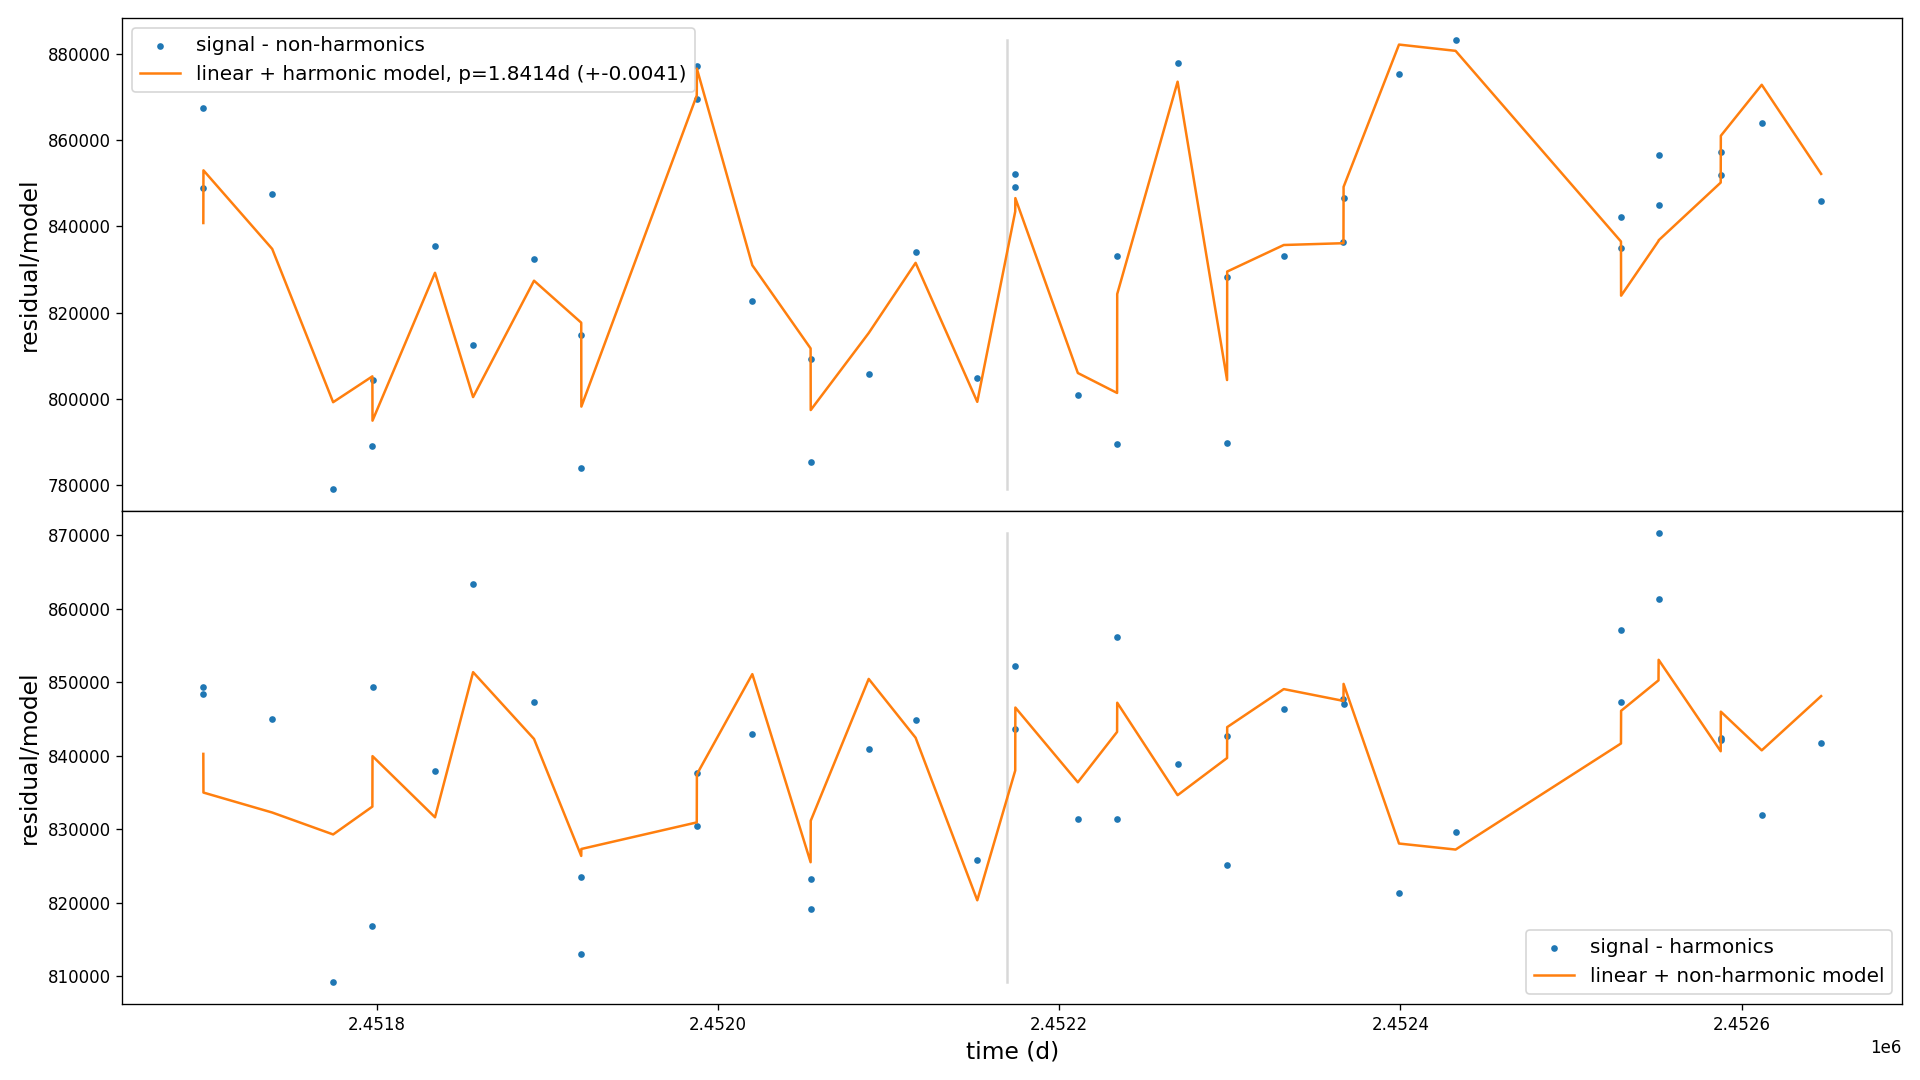 signal - non-harmonics
linear + harmonic model, p=1.8414d (+-0.0041)
880000
860000
840000
820000
800000
780000
residual/model
870000
860000
850000
840000
830000
820000
810000
residual/model
signal - harmonics
linear + non-harmonic model
2.4518
2.4520
2.4522
2.4524
2.4526
1e6
time (d)